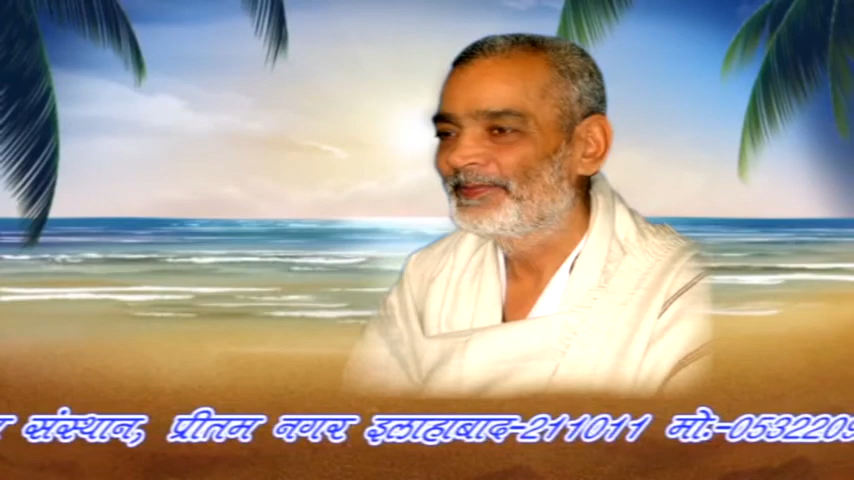 संस्थान, प्रीतम नगर इलाहाबाद-211011 मो:-0532209